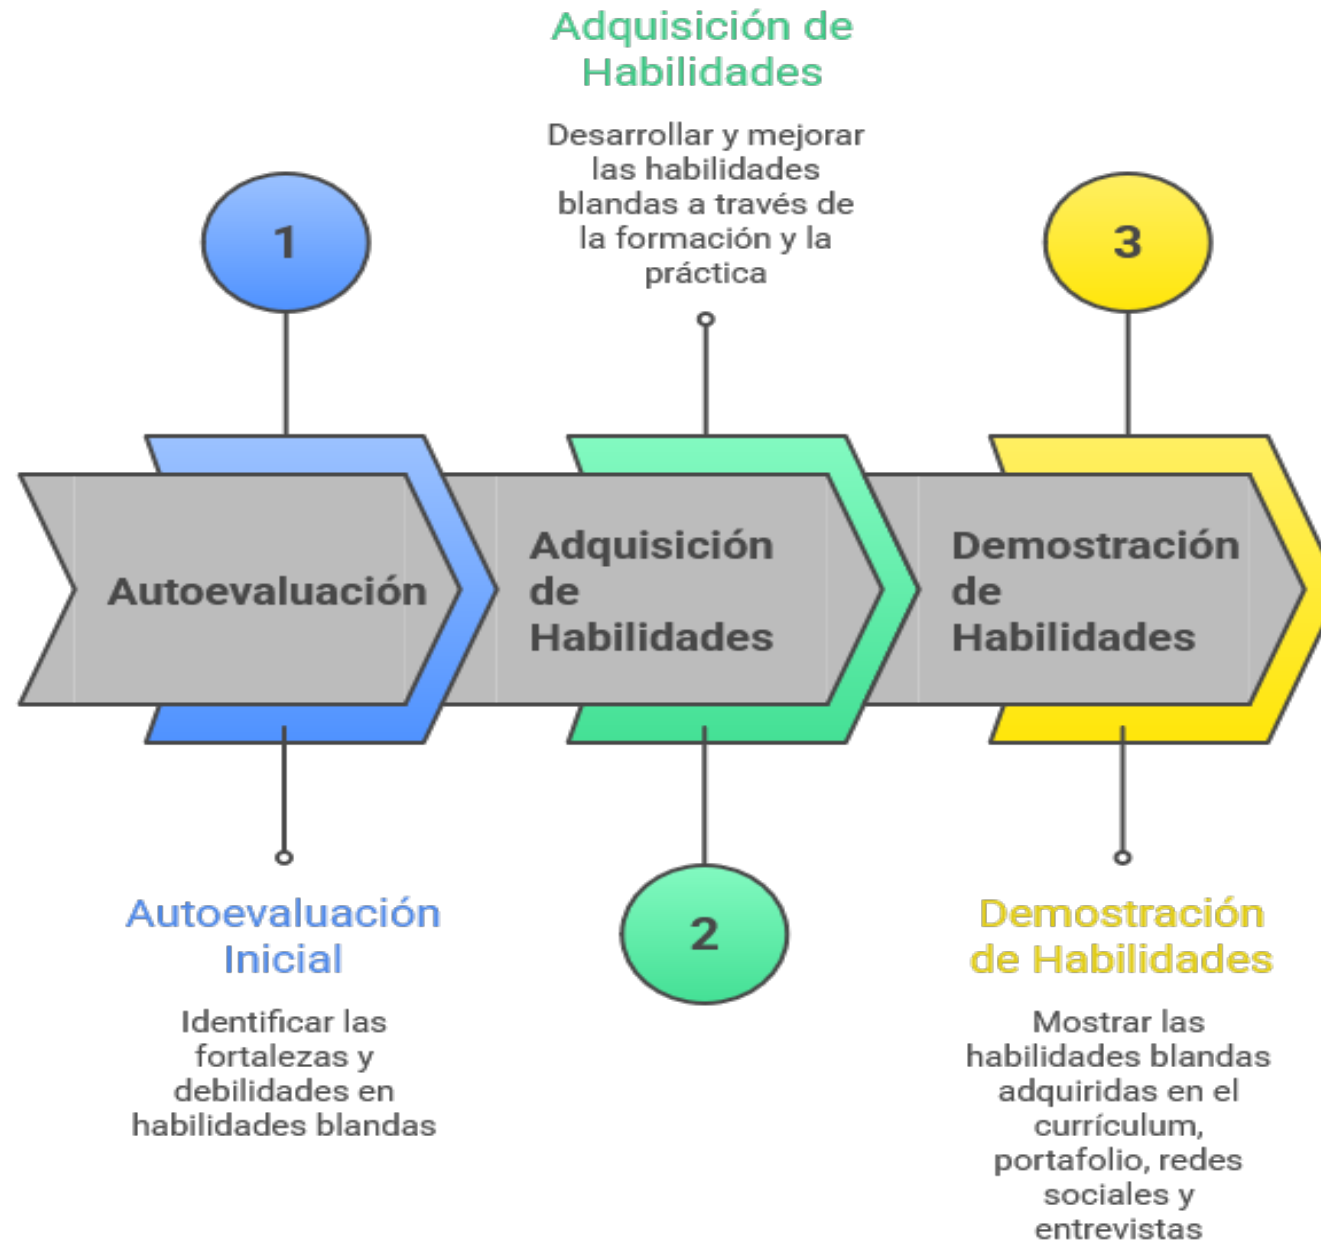 Adquisición de
Habilidades
Desarrollar y mejorar
las habilidades
blandas a través de
la formación y la
práctica
1
3
Autoevaluación
Adquisición
de
Habilidades
Demostración
de
Habilidades
2
Autoevaluación
Inicial
Identificar las
fortalezas y
debilidades en
habilidades blandas
Demostración
de Habilidades
Mostrar las
habilidades blandas
adquiridas en el
currículum,
portafolio, redes
sociales y
entrevistas